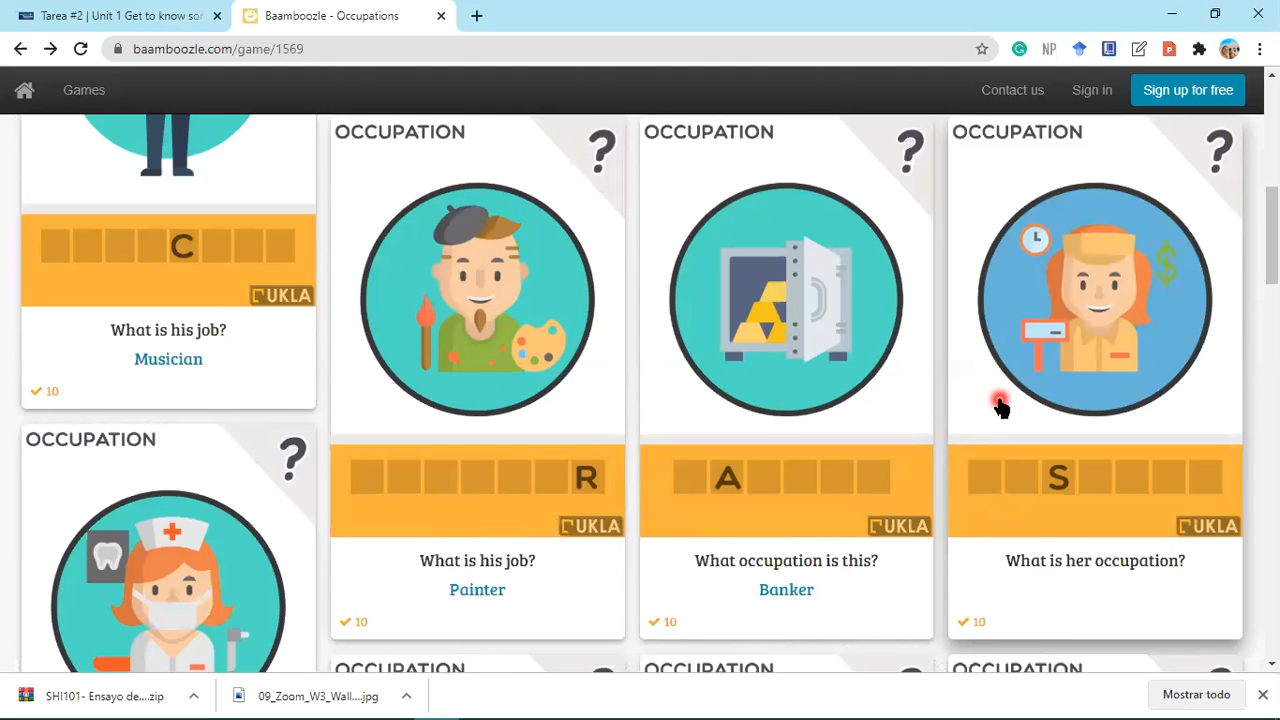 Tarea #2 | Unit 1 Get to know sor
Baamboozle - Occupations
baamboozle.com/game/1569
NP
Games
Contact us
Sign in
Sign up for free
C
UKLA
What is his job?
Musician
10
OCCUPATION
?
OCCUPATION
?
R
UKLA
What is his job?
Painter
10
OCCUPATION
?
A
UKLA
What occupation is this?
Banker
10
OCCUPATION
?
$
S
UKLA
What is her occupation?
10
OCCUPATION
OCCUPATION
OCCUPATION
SHI101- Ensayo de....zip
09_Zoom_W3_Wall....jpg
Mostrar todo